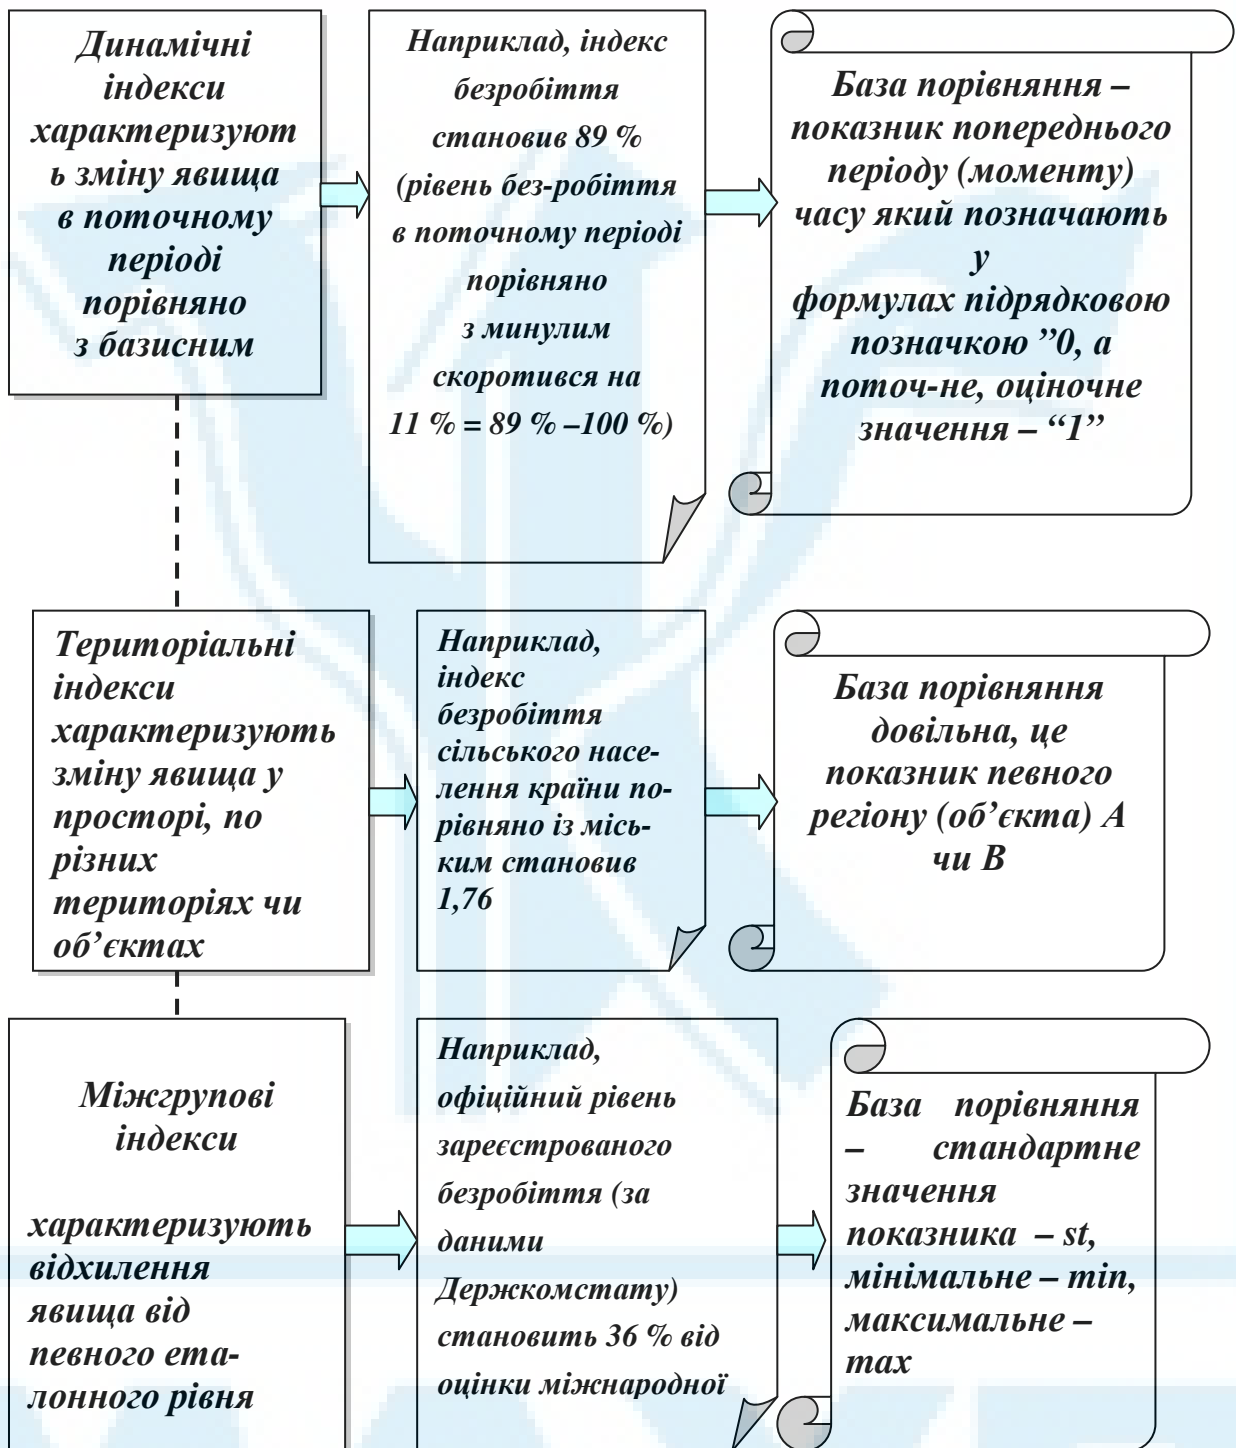 Динамічні
індекси
характеризуют
ь зміну явища
в поточному
періоді
порівняно
з базисним
Наприклад, індекс
безробіття
становив 89 %
(рівень без-робіття
в поточному періоді
порівняно
з минулим
скоротився на
11 % = 89 % –100 %)
База порівняння –
показник попереднього
періоду (моменту)
часу який позначають
у
формулах підрядковою
позначкою ”0, а
поточ-не, оціночне
значення – “1”
Територіальні
індекси
характеризують
зміну явища у
просторі, по
різних
територіях чи
об’єктах
Наприклад,
індекс
безробіття
сільського насе-
лення країни по-
рівняно із місь-
ким становив
1,76
База порівняння
довільна, це
показник певного
регіону (об’єкта) А
чи В
Міжгрупові
індекси
характеризують
відхилення
явища від
певного ета-
лонного рівня
Наприклад,
офіційний рівень
зареєстрованого
безробіття (за
даними
Держкомстату)
становить 36 % від
оцінки міжнародної
База порівняння
– стандартне
значення
показника – st,
мінімальне – min,
максимальне –
max